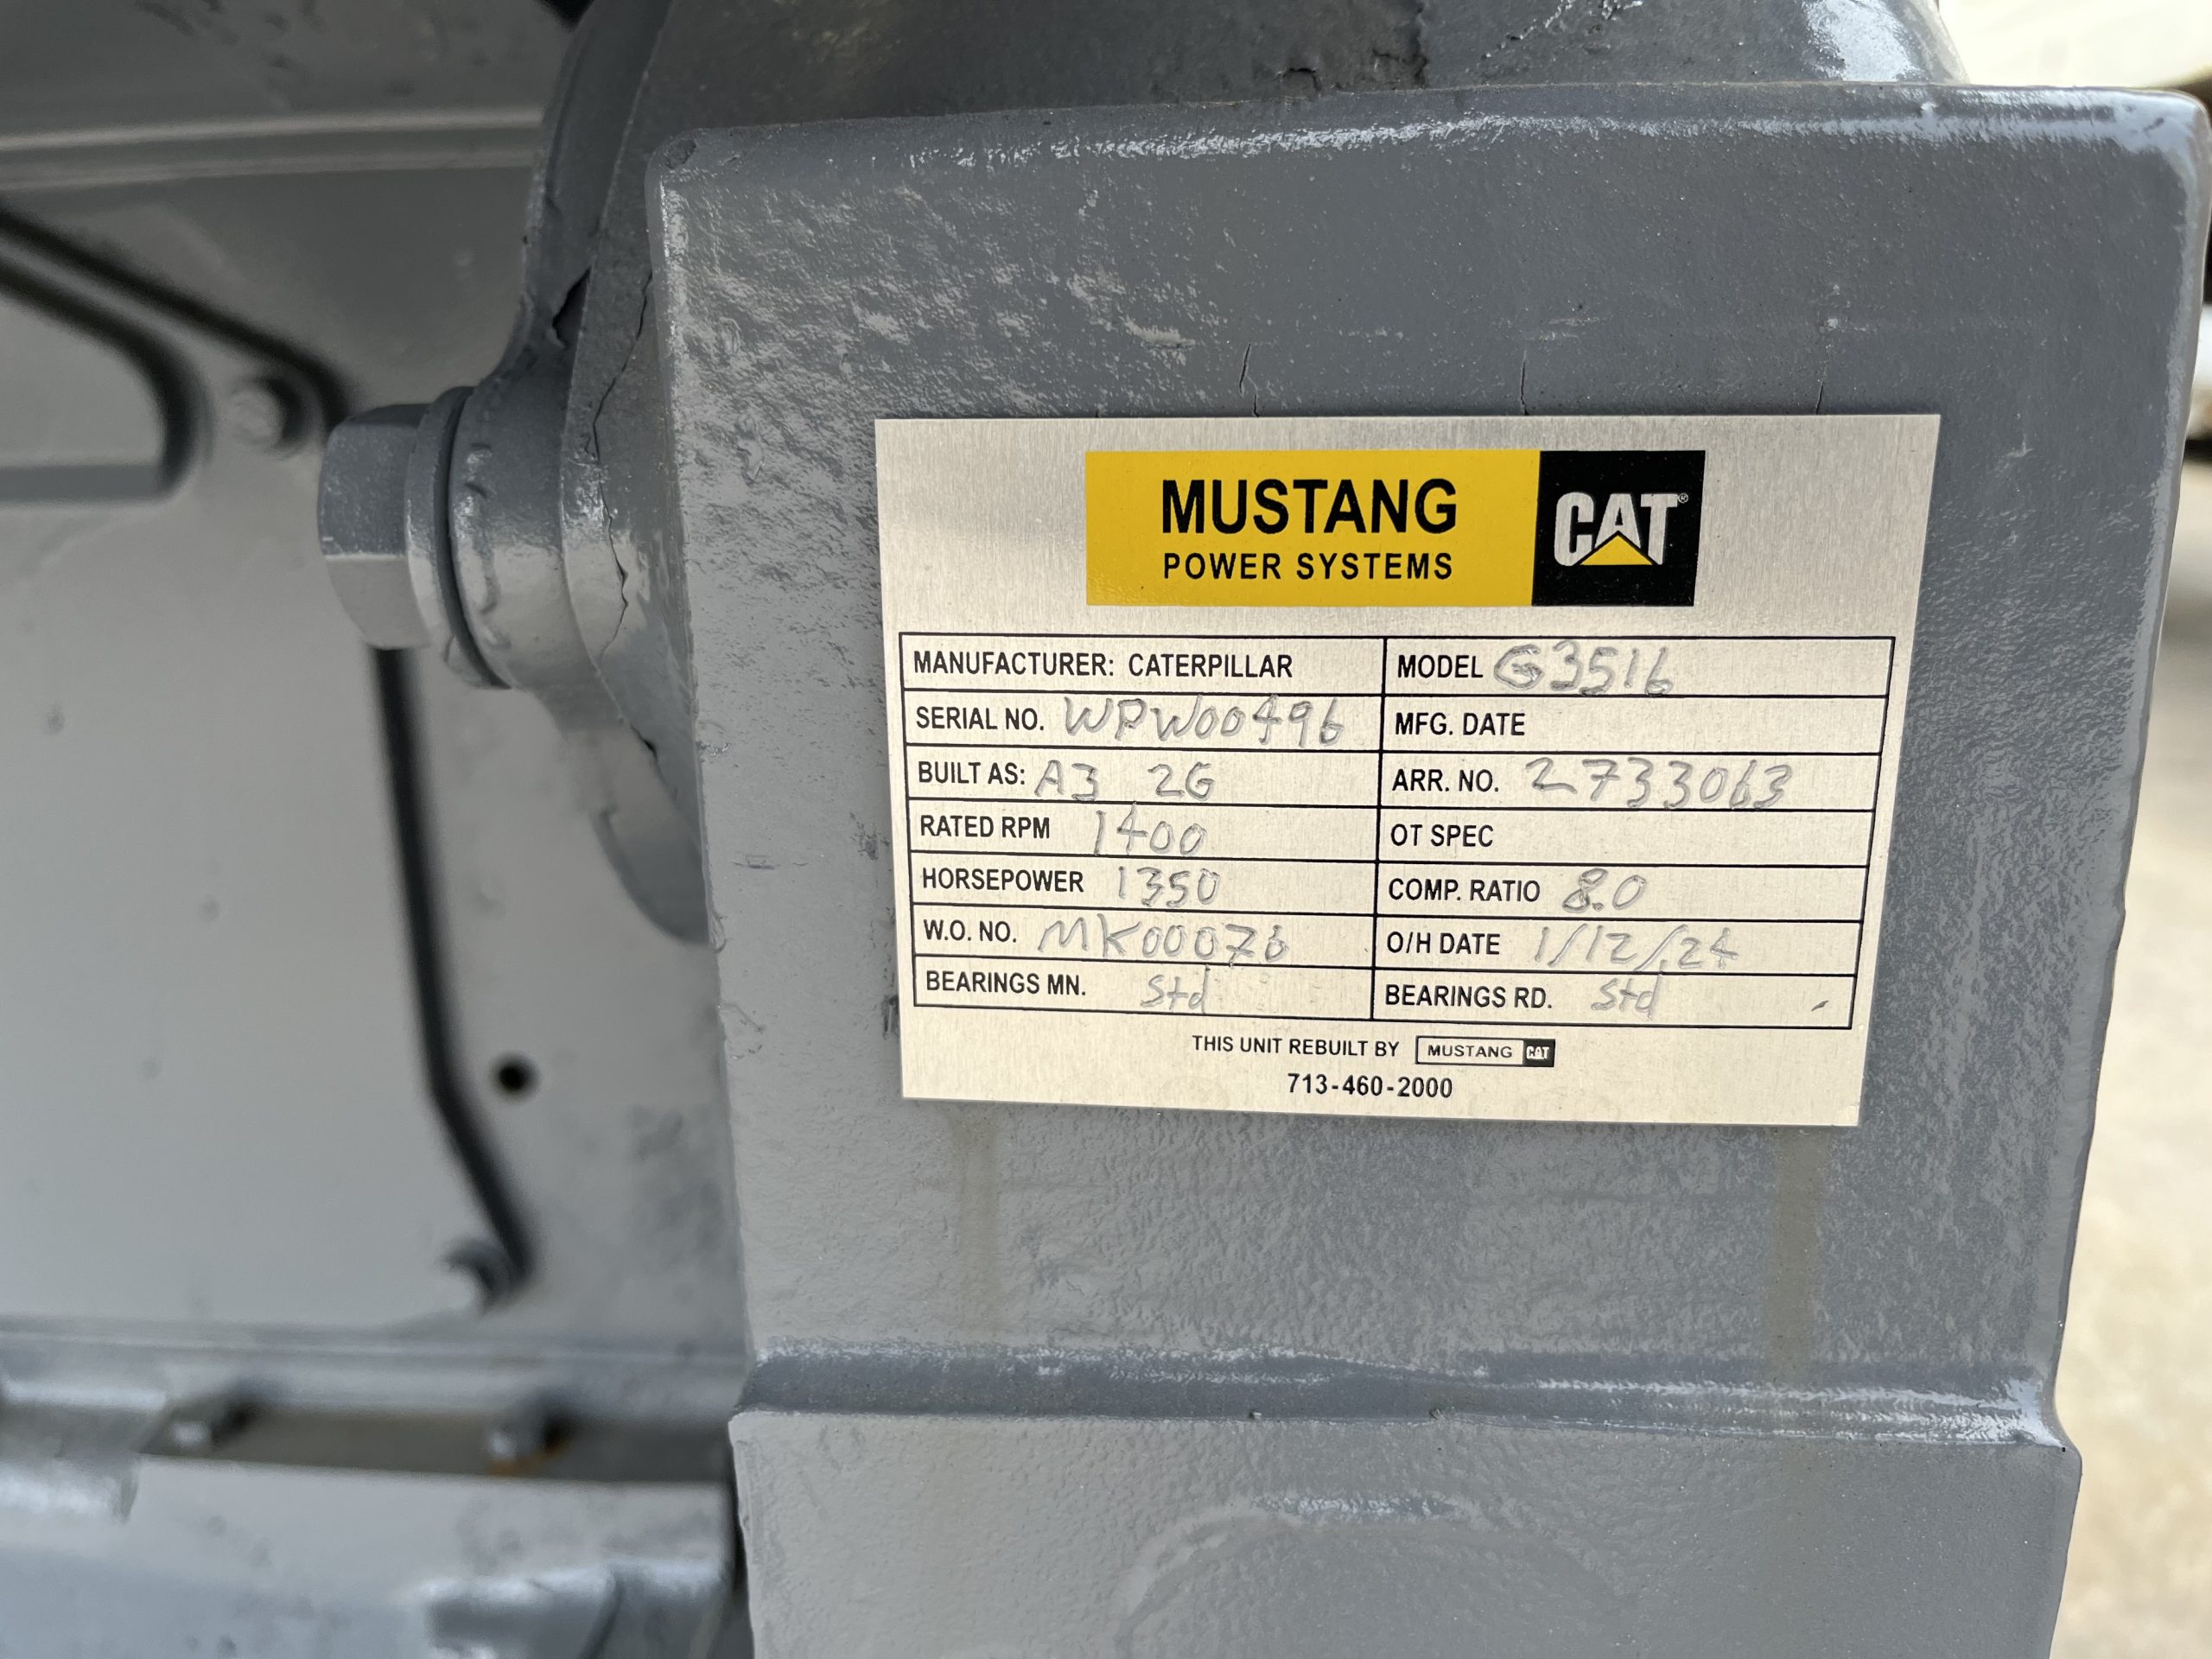 MUSTANG
POWER SYSTEMS
CAT®
MANUFACTURER: CATERPILLAR
MODEL G3516
SERIAL NO. WPW00496
MFG. DATE
BUILT AS: A3 2G
ARR. NO. 2733063
RATED RPM 1400
OT SPEC
HORSEPOWER 1350
COMP. RATIO 8.0
W.O. NO. MK00076
O/H DATE 1/12/24
BEARINGS MN. Std
BEARINGS RD. Std
THIS UNIT REBUILT BY MUSTANG CAT
713-460-2000